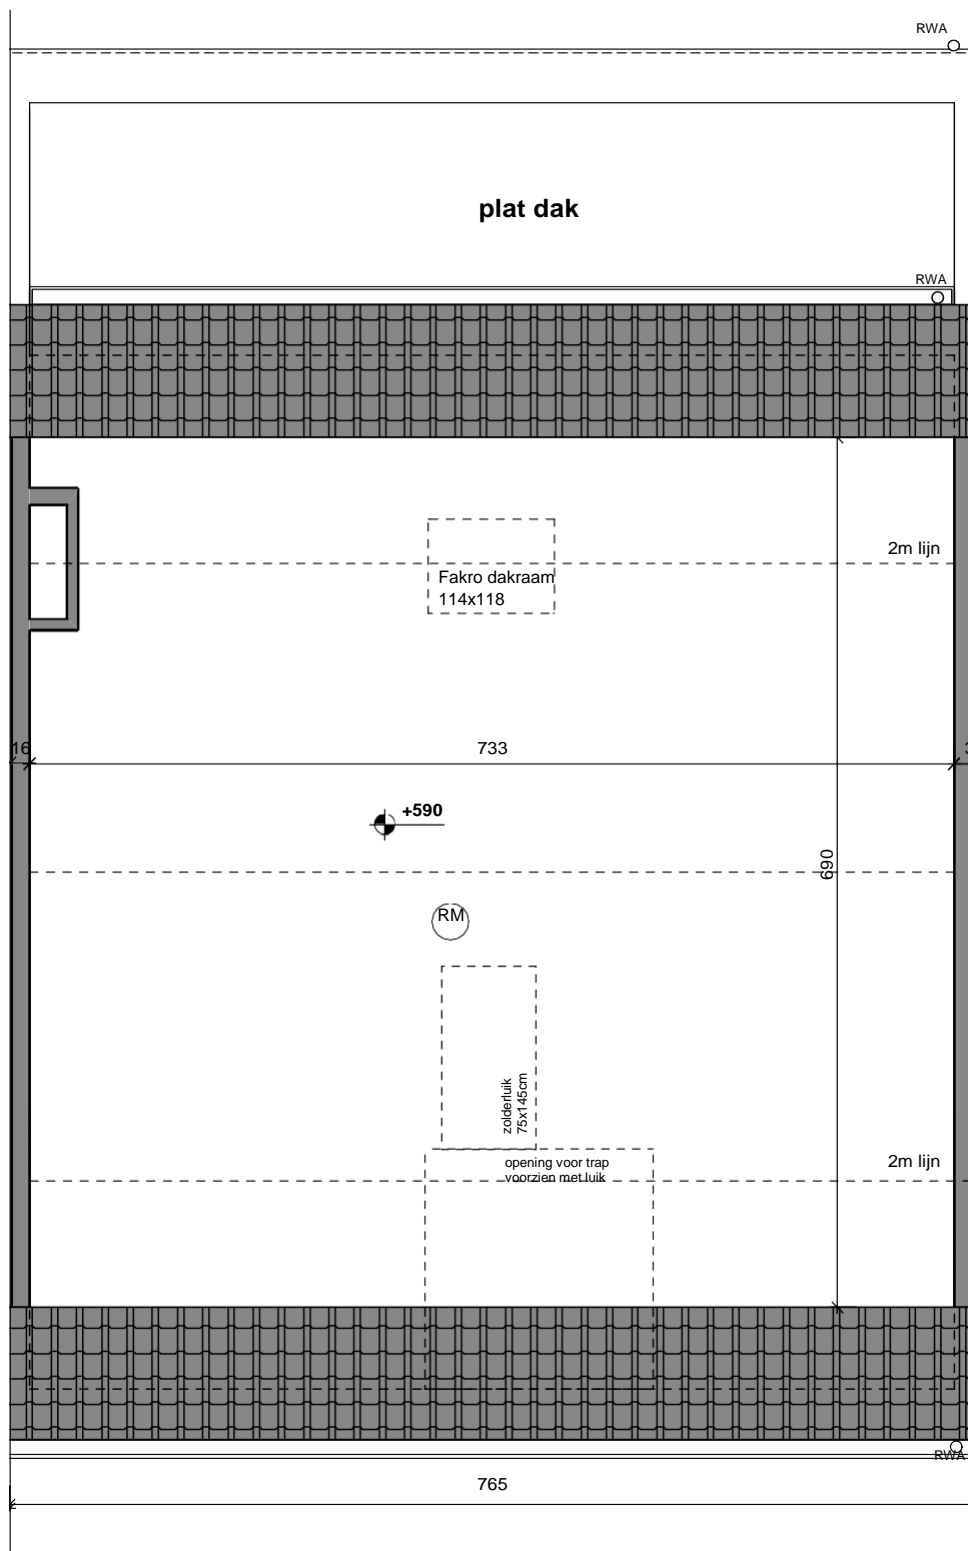 RWA
plat dak
RWA
2m lijn
Fakro dakraam
114x118
16
733
+590
690
RM
zolderluik
75x145cm
opening voor trap
voorzien met luik
2m lijn
RWA
765